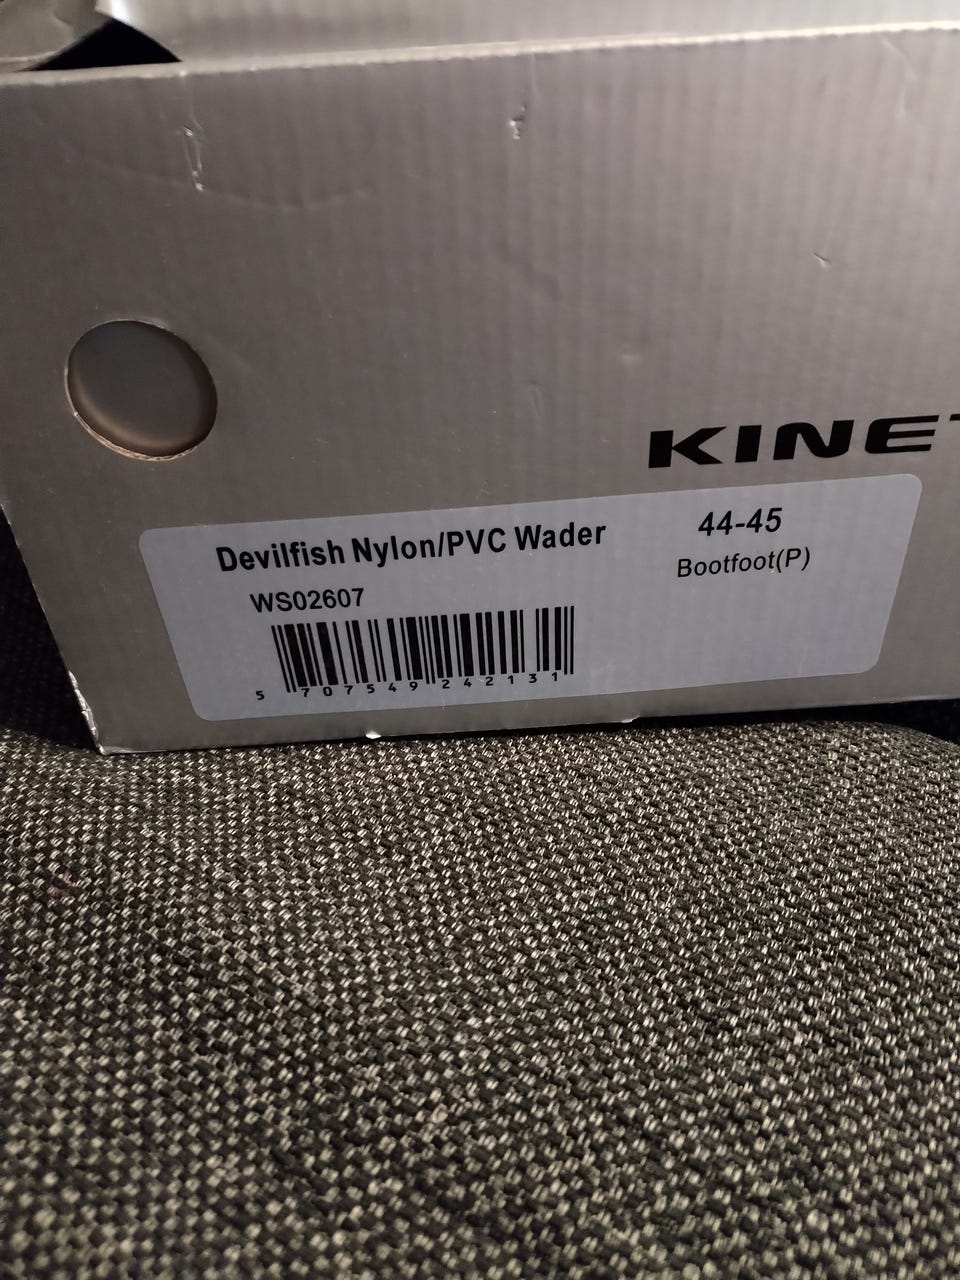 KINET
Devilfish Nylon/PVC Wader
44-45
Bootfoot(P)
WS02607
5 707549 242131